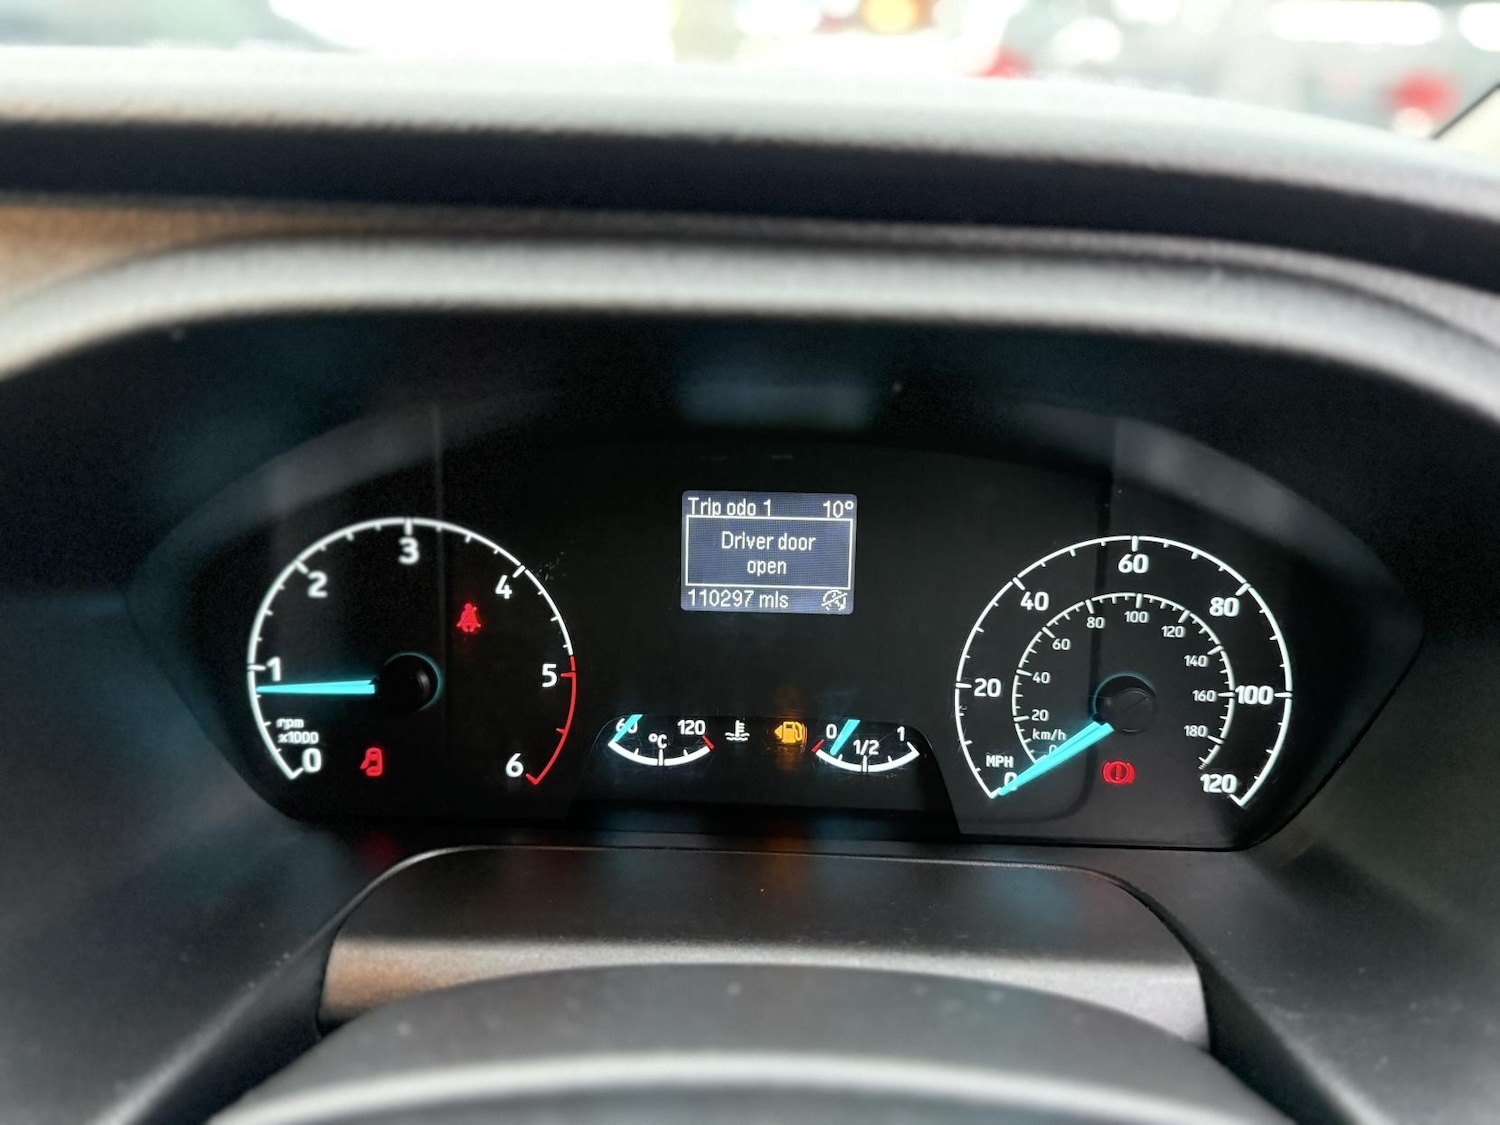 Trip odo 1 10°
Driver door
open
110297 mls
0 1 2 3 4 5 6
rpm
x1000
60 120
°C
0 1/2 1
0 20 40 60 80 100 120
MPH
0 20 40 60 80 100 120 140 160 180
km/h